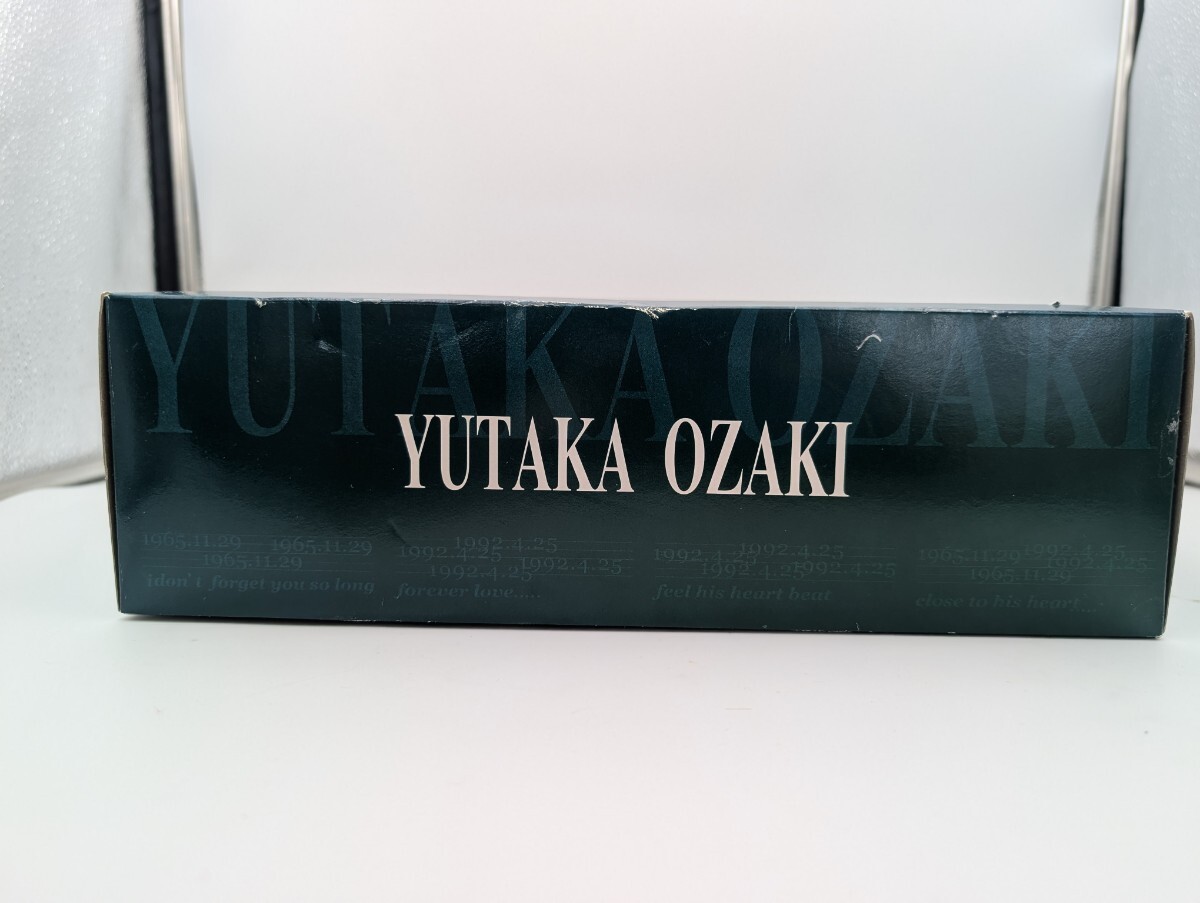 YUTAKA OZAKI
YUTAKA OZAKI
1965.11.29 1965.11.29 1992.4.25 1992.4.25 1992.4.25 1992.4.25 1965.11.29 1992.4.25
1965.11.29 1992.4.25 1992.4.25 1992.4.25 1992.4.25 1965.11.29 1992.4.25
idon't forget you so long forever love..... feel his heart beat close to his heart....